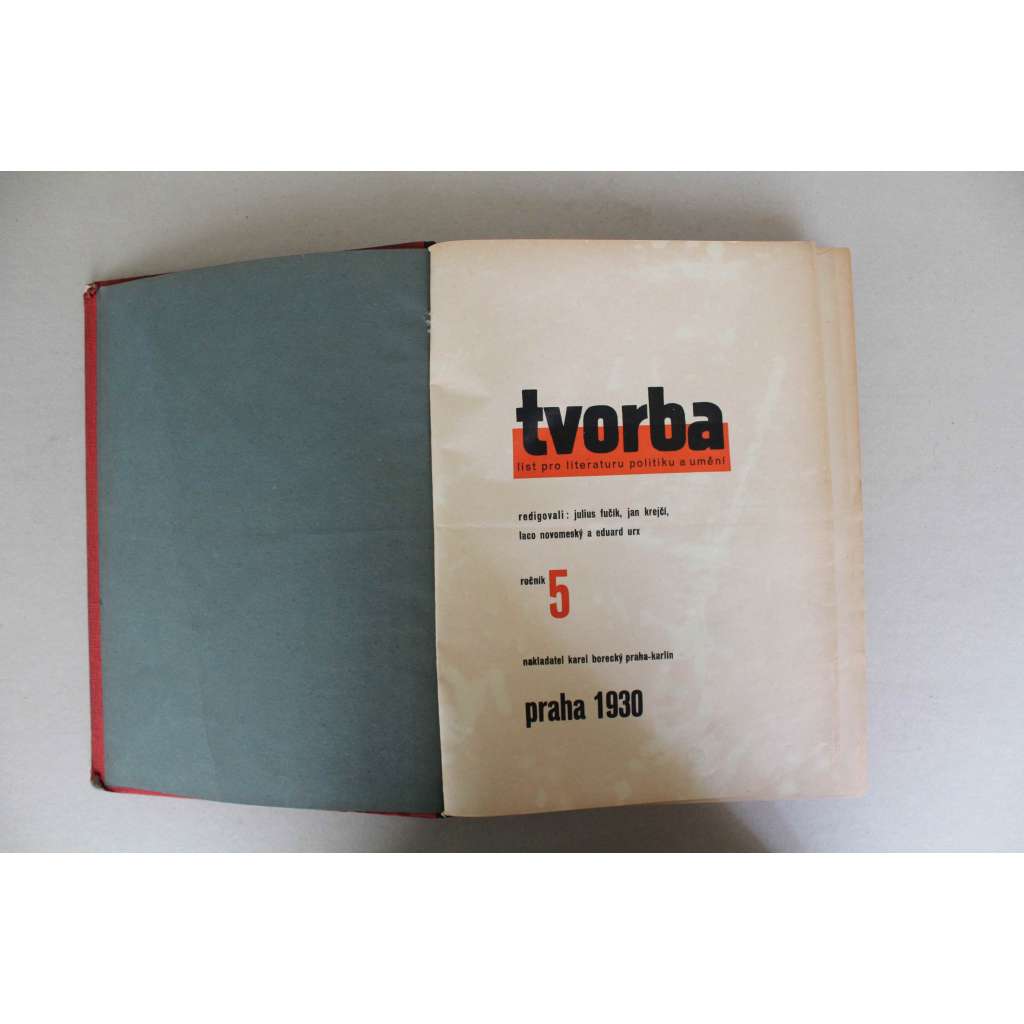 tvorba
list pro literaturu politiku a umění
redigovali: julius fučík, jan krejčí,
laco novomeský a eduard urx
ročník 5
nakladatel karel borecký praha-karlín
praha 1930